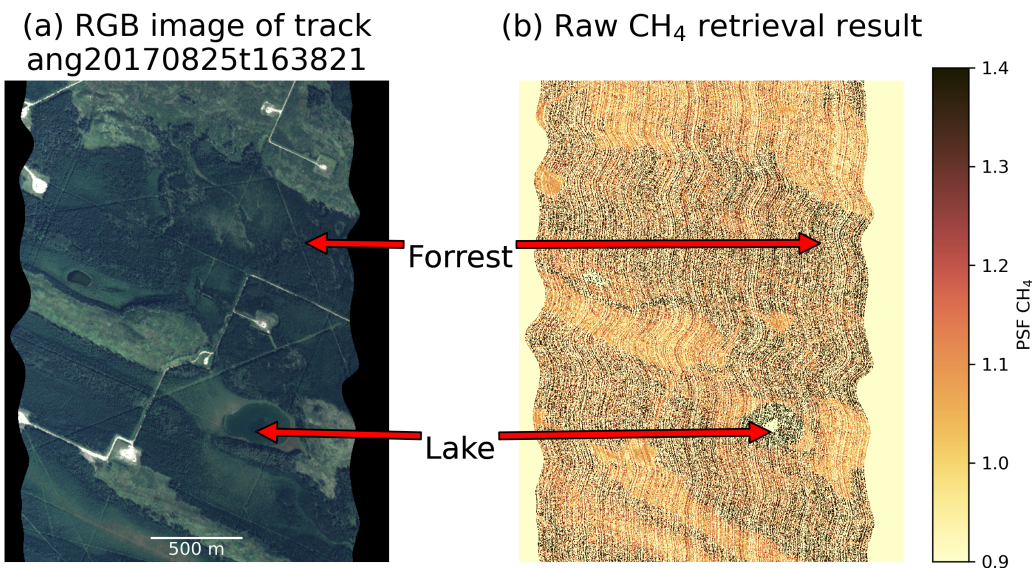 (a) RGB image of track
ang20170825t163821
(b) Raw CH₄ retrieval result
Forrest
Lake
500 m
1.4
1.3
1.2
1.1
1.0
0.9
PSF CH₄